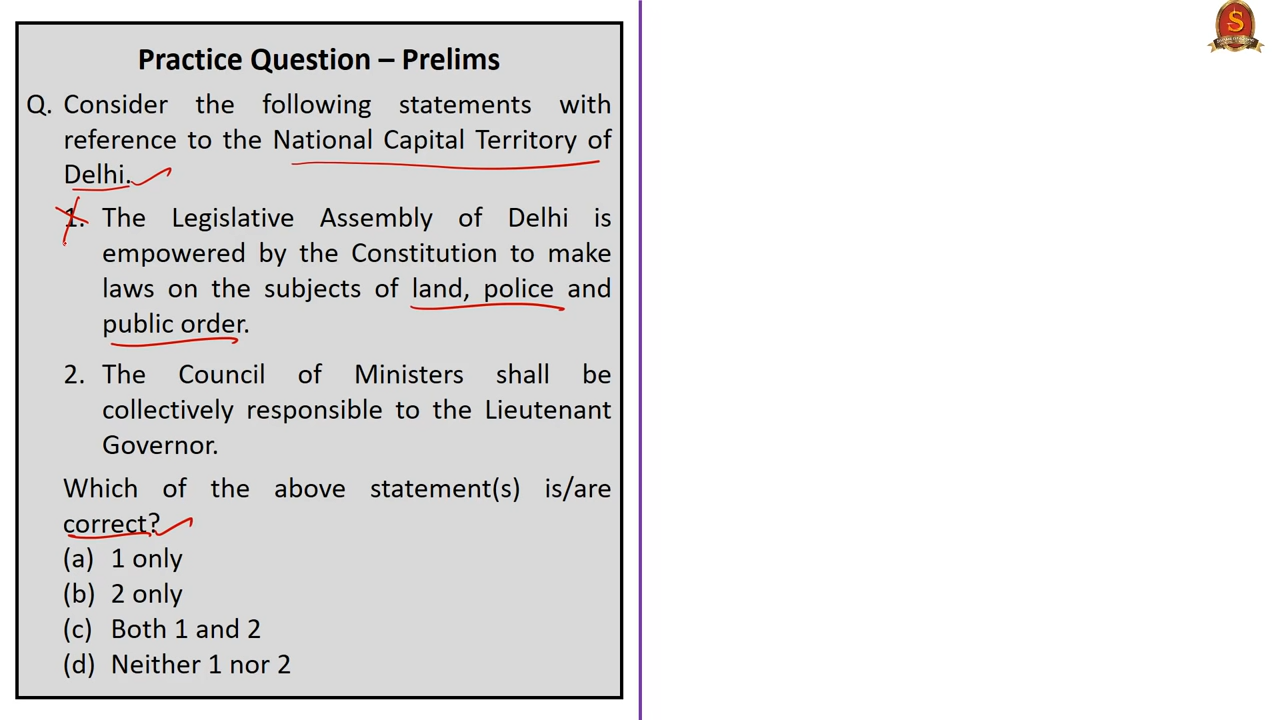 Practice Question – Prelims
Q. Consider the following statements with
reference to the National Capital Territory of
Delhi.
1. The Legislative Assembly of Delhi is
empowered by the Constitution to make
laws on the subjects of land, police and
public order.
2. The Council of Ministers shall be
collectively responsible to the Lieutenant
Governor.
Which of the above statement(s) is/are
correct?
(a) 1 only
(b) 2 only
(c) Both 1 and 2
(d) Neither 1 nor 2
S